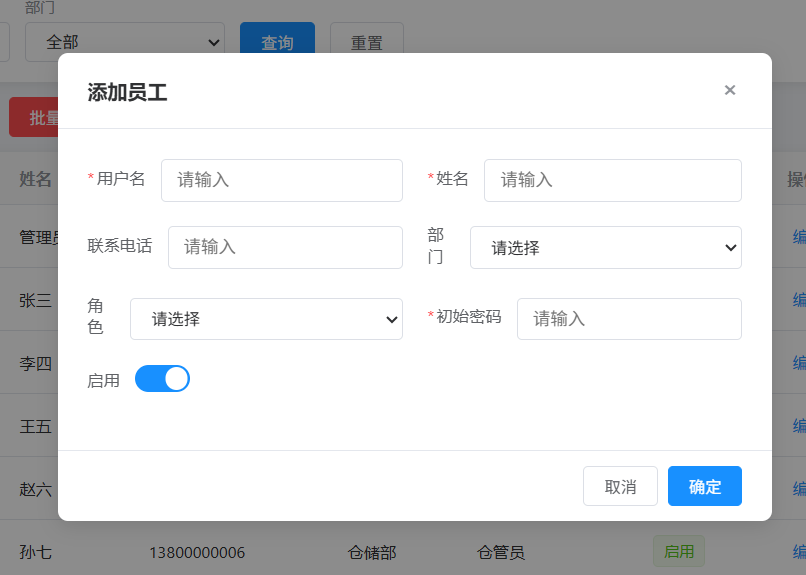 部门
全部
查询
重置
批量
添加员工
×
姓名
操作
*用户名 请输入
*姓名 请输入
管理员
编
联系电话 请输入
部门 请选择
张三
编
角色 请选择
*初始密码 请输入
李四
编
启用
王五
编
赵六
编
取消
确定
孙七 13800000006 仓储部 仓管员 启用 编